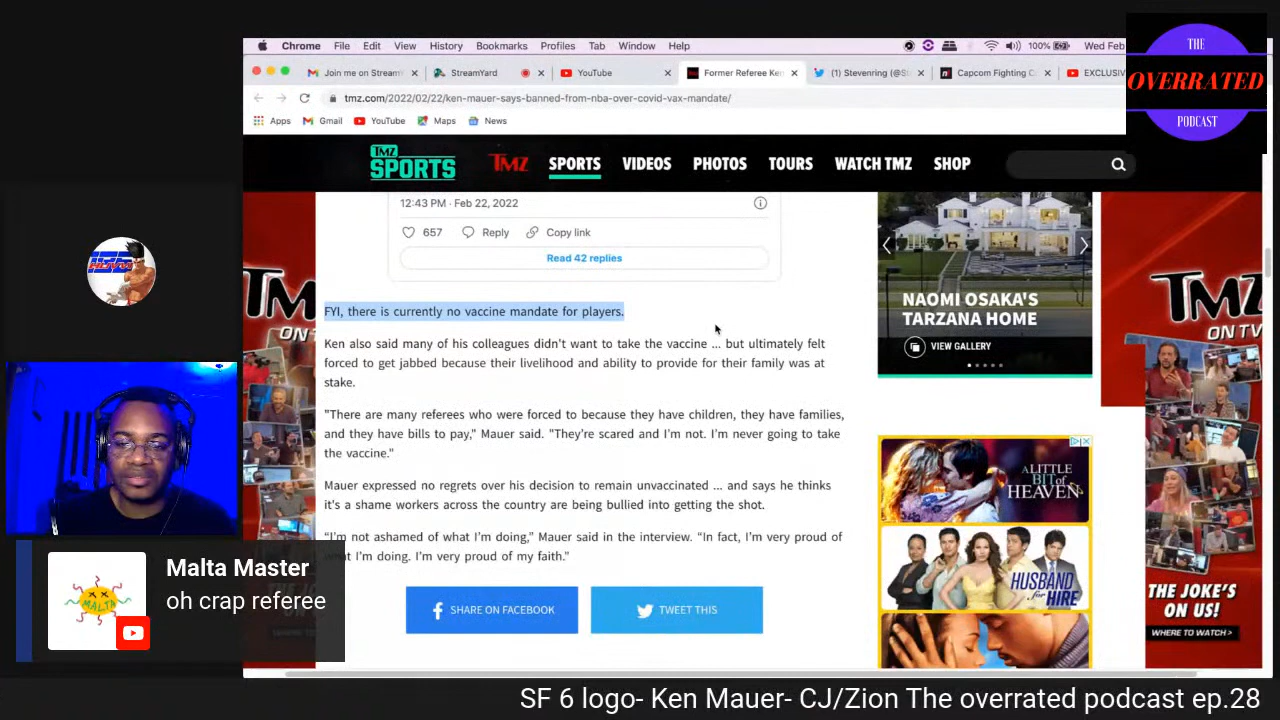 Chrome File Edit View History Bookmarks Profiles Tab Window Help
100%
Wed Feb
Join me on StreamY
StreamYard
YouTube
Former Referee Ken
(1) Stevenring (@St
Capcom Fighting C
EXCLUSIV
tmz.com/2022/02/22/ken-mauer-says-banned-from-nba-over-covid-vax-mandate/
Apps Gmail YouTube Maps News
THE
OVERRATED
PODCAST
TMZ
SPORTS
TMZ SPORTS VIDEOS PHOTOS TOURS WATCH TMZ SHOP
12:43 PM · Feb 22, 2022
657 Reply Copy link
Read 42 replies
FYI, there is currently no vaccine mandate for players.
Ken also said many of his colleagues didn't want to take the vaccine ... but ultimately felt
forced to get jabbed because their livelihood and ability to provide for their family was at
stake.
"There are many referees who were forced to because they have children, they have families,
and they have bills to pay," Mauer said. "They're scared and I'm not. I'm never going to take
the vaccine."
Mauer expressed no regrets over his decision to remain unvaccinated ... and says he thinks
it's a shame workers across the country are being bullied into getting the shot.
"I'm not ashamed of what I'm doing," Mauer said in the interview. "In fact, I'm very proud of
what I'm doing. I'm very proud of my faith."
SHARE ON FACEBOOK
TWEET THIS
NAOMI OSAKA'S
TARZANA HOME
VIEW GALLERY
A LITTLE
BIT of
HEAVEN
HUSBAND
for HIRE
TM
ON T
TMZ
ON TV
THE JOKE'S
ON US!
WHERE TO WATCH >
MALTA
Malta Master
oh crap referee
SF 6 logo- Ken Mauer- CJ/Zion The overrated podcast ep.28